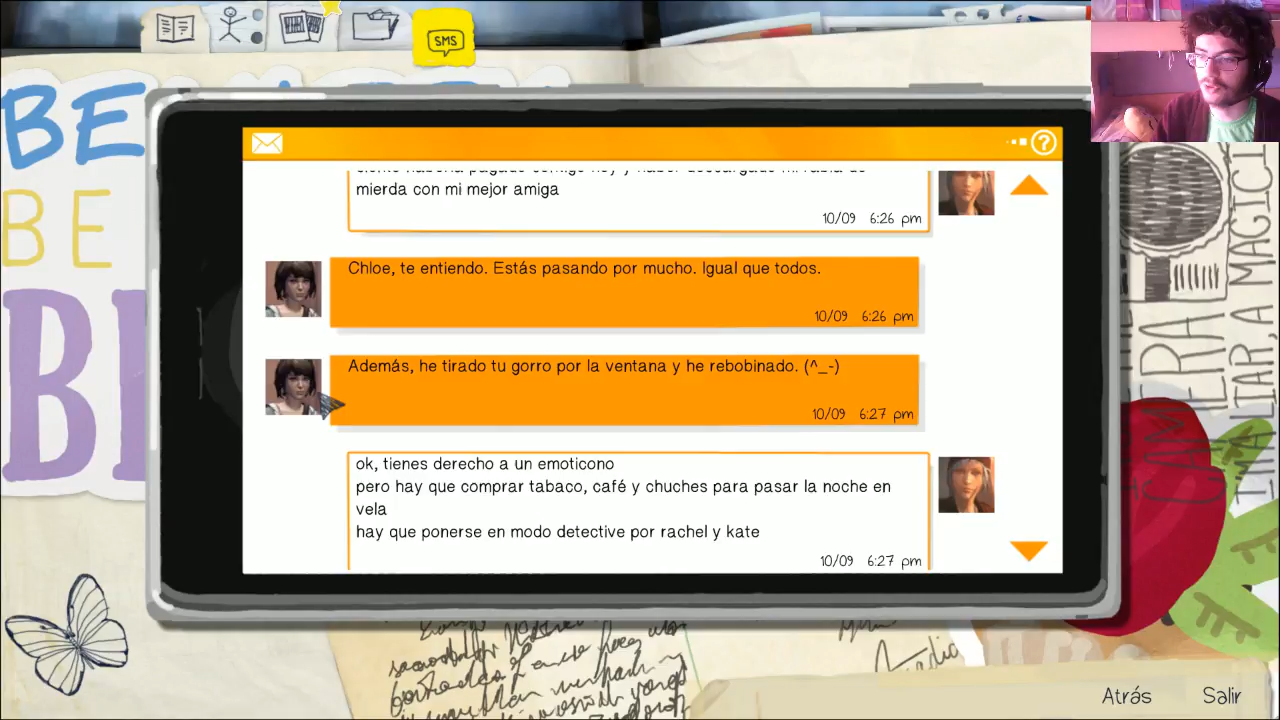 SMS
BE
BE
mierda con mi mejor amiga
10/09 6:26 pm
Chloe, te entiendo. Estás pasando por mucho. Igual que todos.
10/09 6:26 pm
Además, he tirado tu gorro por la ventana y he rebobinado. (^_-)
10/09 6:27 pm
ok, tienes derecho a un emoticono
pero hay que comprar tabaco, café y chuches para pasar la noche en
vela
hay que ponerse en modo detective por rachel y kate
10/09 6:27 pm
Atrás
Salir